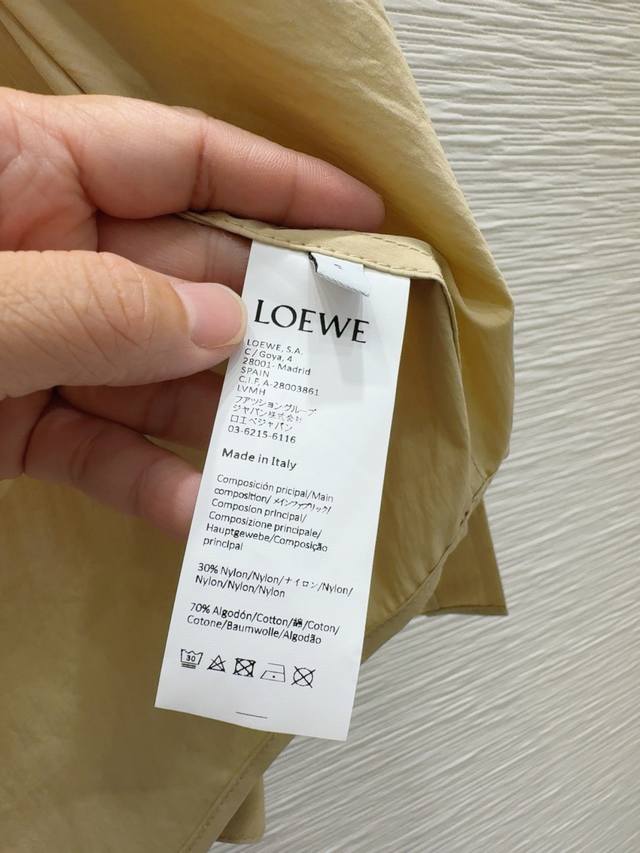 LOEWE
LOEWE, S.A.
C/Goya, 4
28001- Madrid
SPAIN
C.I.F. A-28003861
LVMH
ファッショングループ
ジャパン株式会社
ロエベジャパン
03-6215-6116
Made in Italy
Composición pricipal/Main
composition/メインファブリック/
Composion principal/
Composizione principale/
Hauptgewebe/Composição
principal
30% Nylon/Nylon/ナイロン/Nylon/
Nylon/Nylon/Nylon
70% Algodón/Cotton/綿/Coton/
Cotone/Baumwolle/Algodão
30